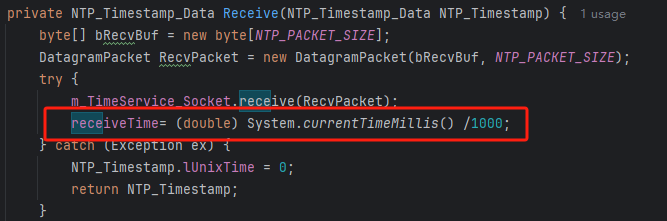 private NTP_Timestamp_Data Receive(NTP_Timestamp_Data NTP_Timestamp) { 1 usage
byte[] bRecvBuf = new byte[NTP_PACKET_SIZE];
DatagramPacket RecvPacket = new DatagramPacket(bRecvBuf, NTP_PACKET_SIZE);
try {
m_TimeService_Socket.receive(RecvPacket);
receiveTime= (double) System.currentTimeMillis() /1000;
} catch (Exception ex) {
NTP_Timestamp.lUnixTime = 0;
return NTP_Timestamp;
}